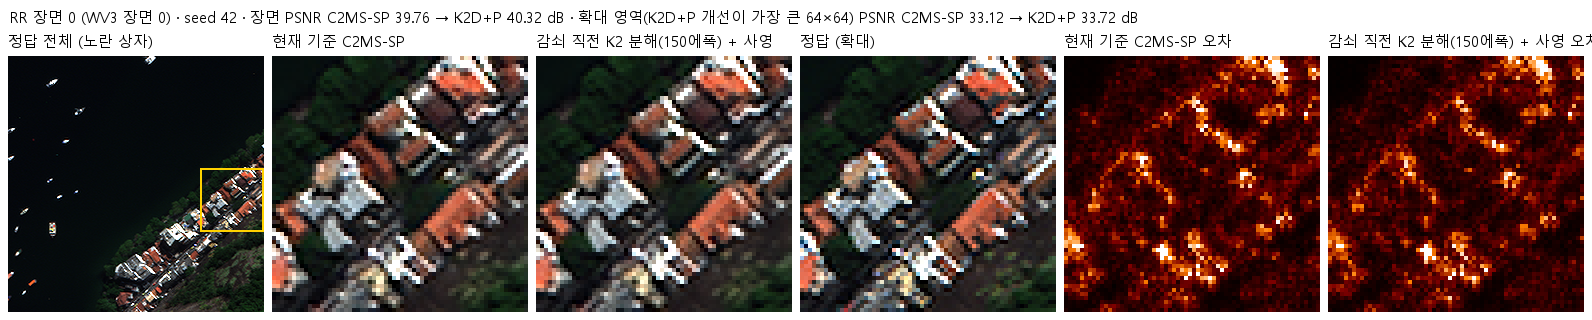 RR 장면 0 (WV3 장면 0) · seed 42 · 장면 PSNR C2MS-SP 39.76 → K2D+P 40.32 dB · 확대 영역(K2D+P 개선이 가장 큰 64×64) PSNR C2MS-SP 33.12 → K2D+P 33.72 dB
정답 전체 (노란 상자)
현재 기준 C2MS-SP
감쇠 직전 K2 분해(150에폭) + 사영
정답 (확대)
현재 기준 C2MS-SP 오차
감쇠 직전 K2 분해(150에폭) + 사영 오차